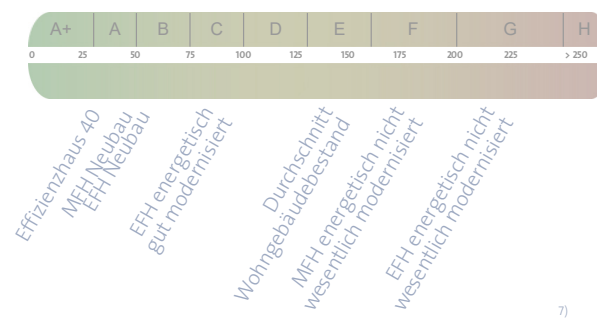 A+ A B C D E F G H
0 25 50 75 100 125 150 175 200 225 > 250
Effizienzhaus 40
MFH Neubau
EFH Neubau
EFH energetisch
gut modernisiert
Durchschnitt
Wohngebäudebestand
MFH energetisch nicht
wesentlich modernisiert
EFH energetisch nicht
wesentlich modernisiert
7)